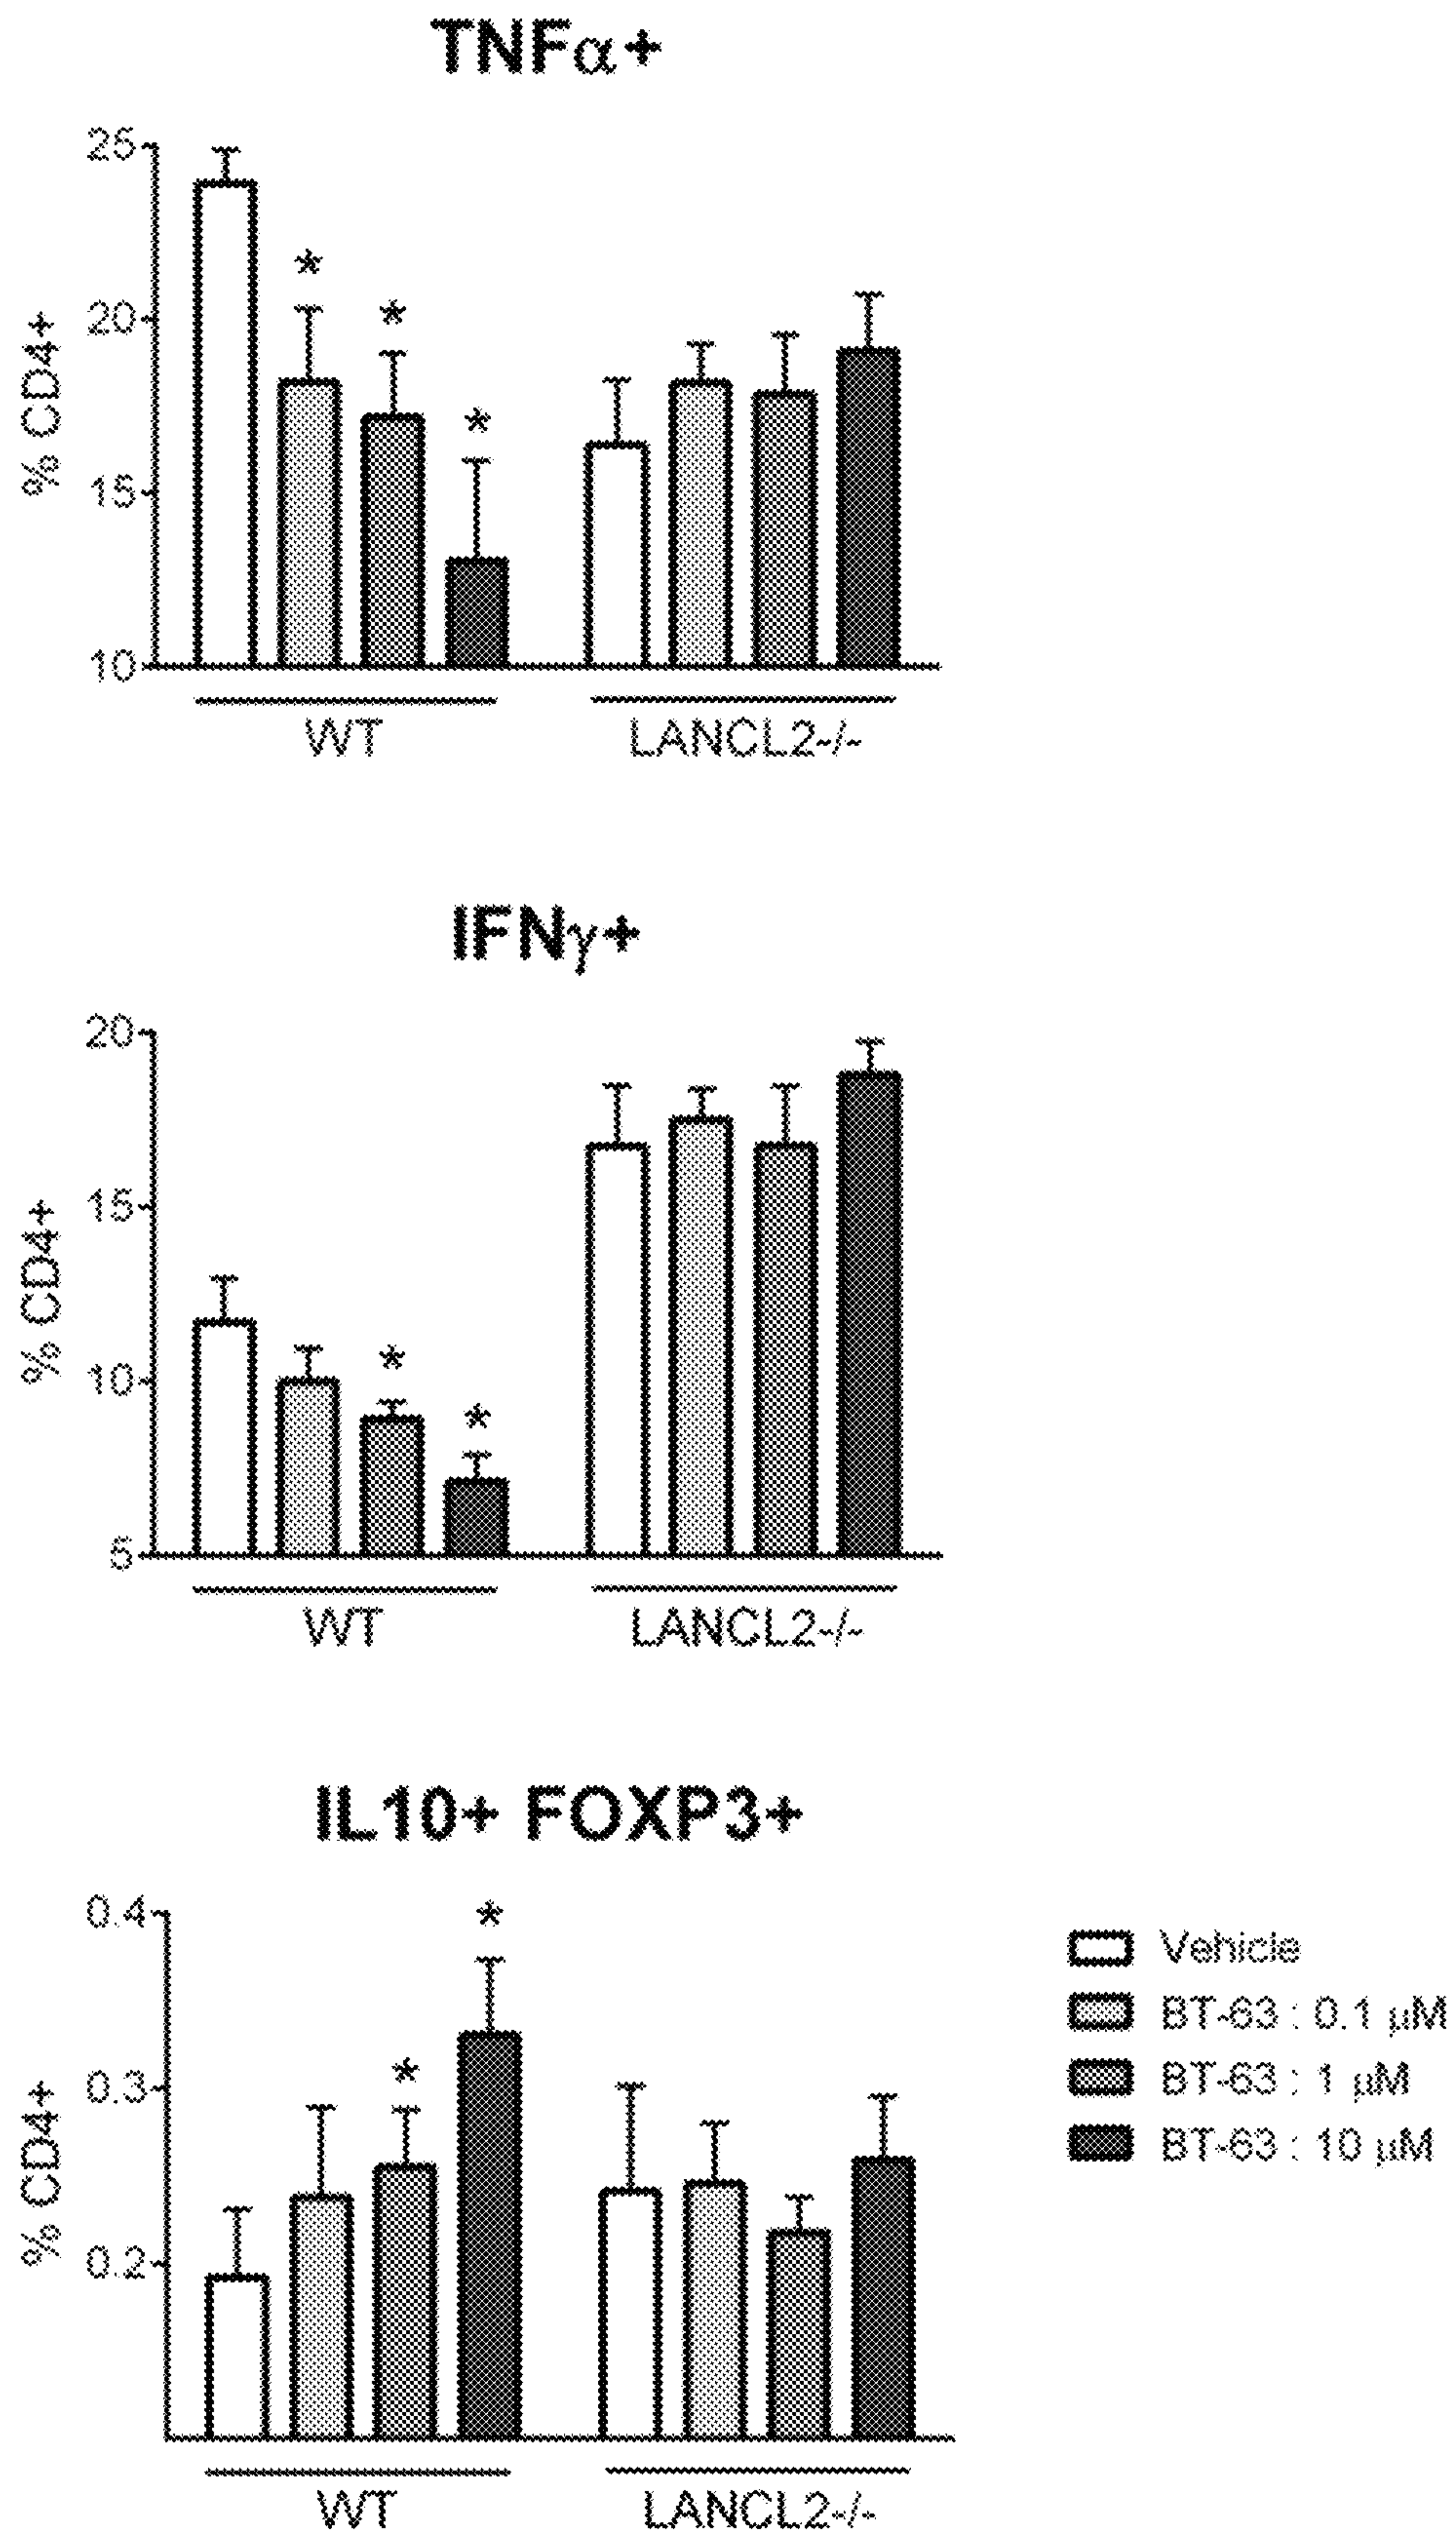 TNFα+
25
20
15
10
% CD4+
* * *
WT LANCL2-/-
IFNγ+
20
15
10
5
% CD4+
* *
WT LANCL2-/-
IL10+ FOXP3+
0.4
0.3
0.2
% CD4+
* *
WT LANCL2-/-
Vehicle
BT-63 : 0.1 μM
BT-63 : 1 μM
BT-63 : 10 μM